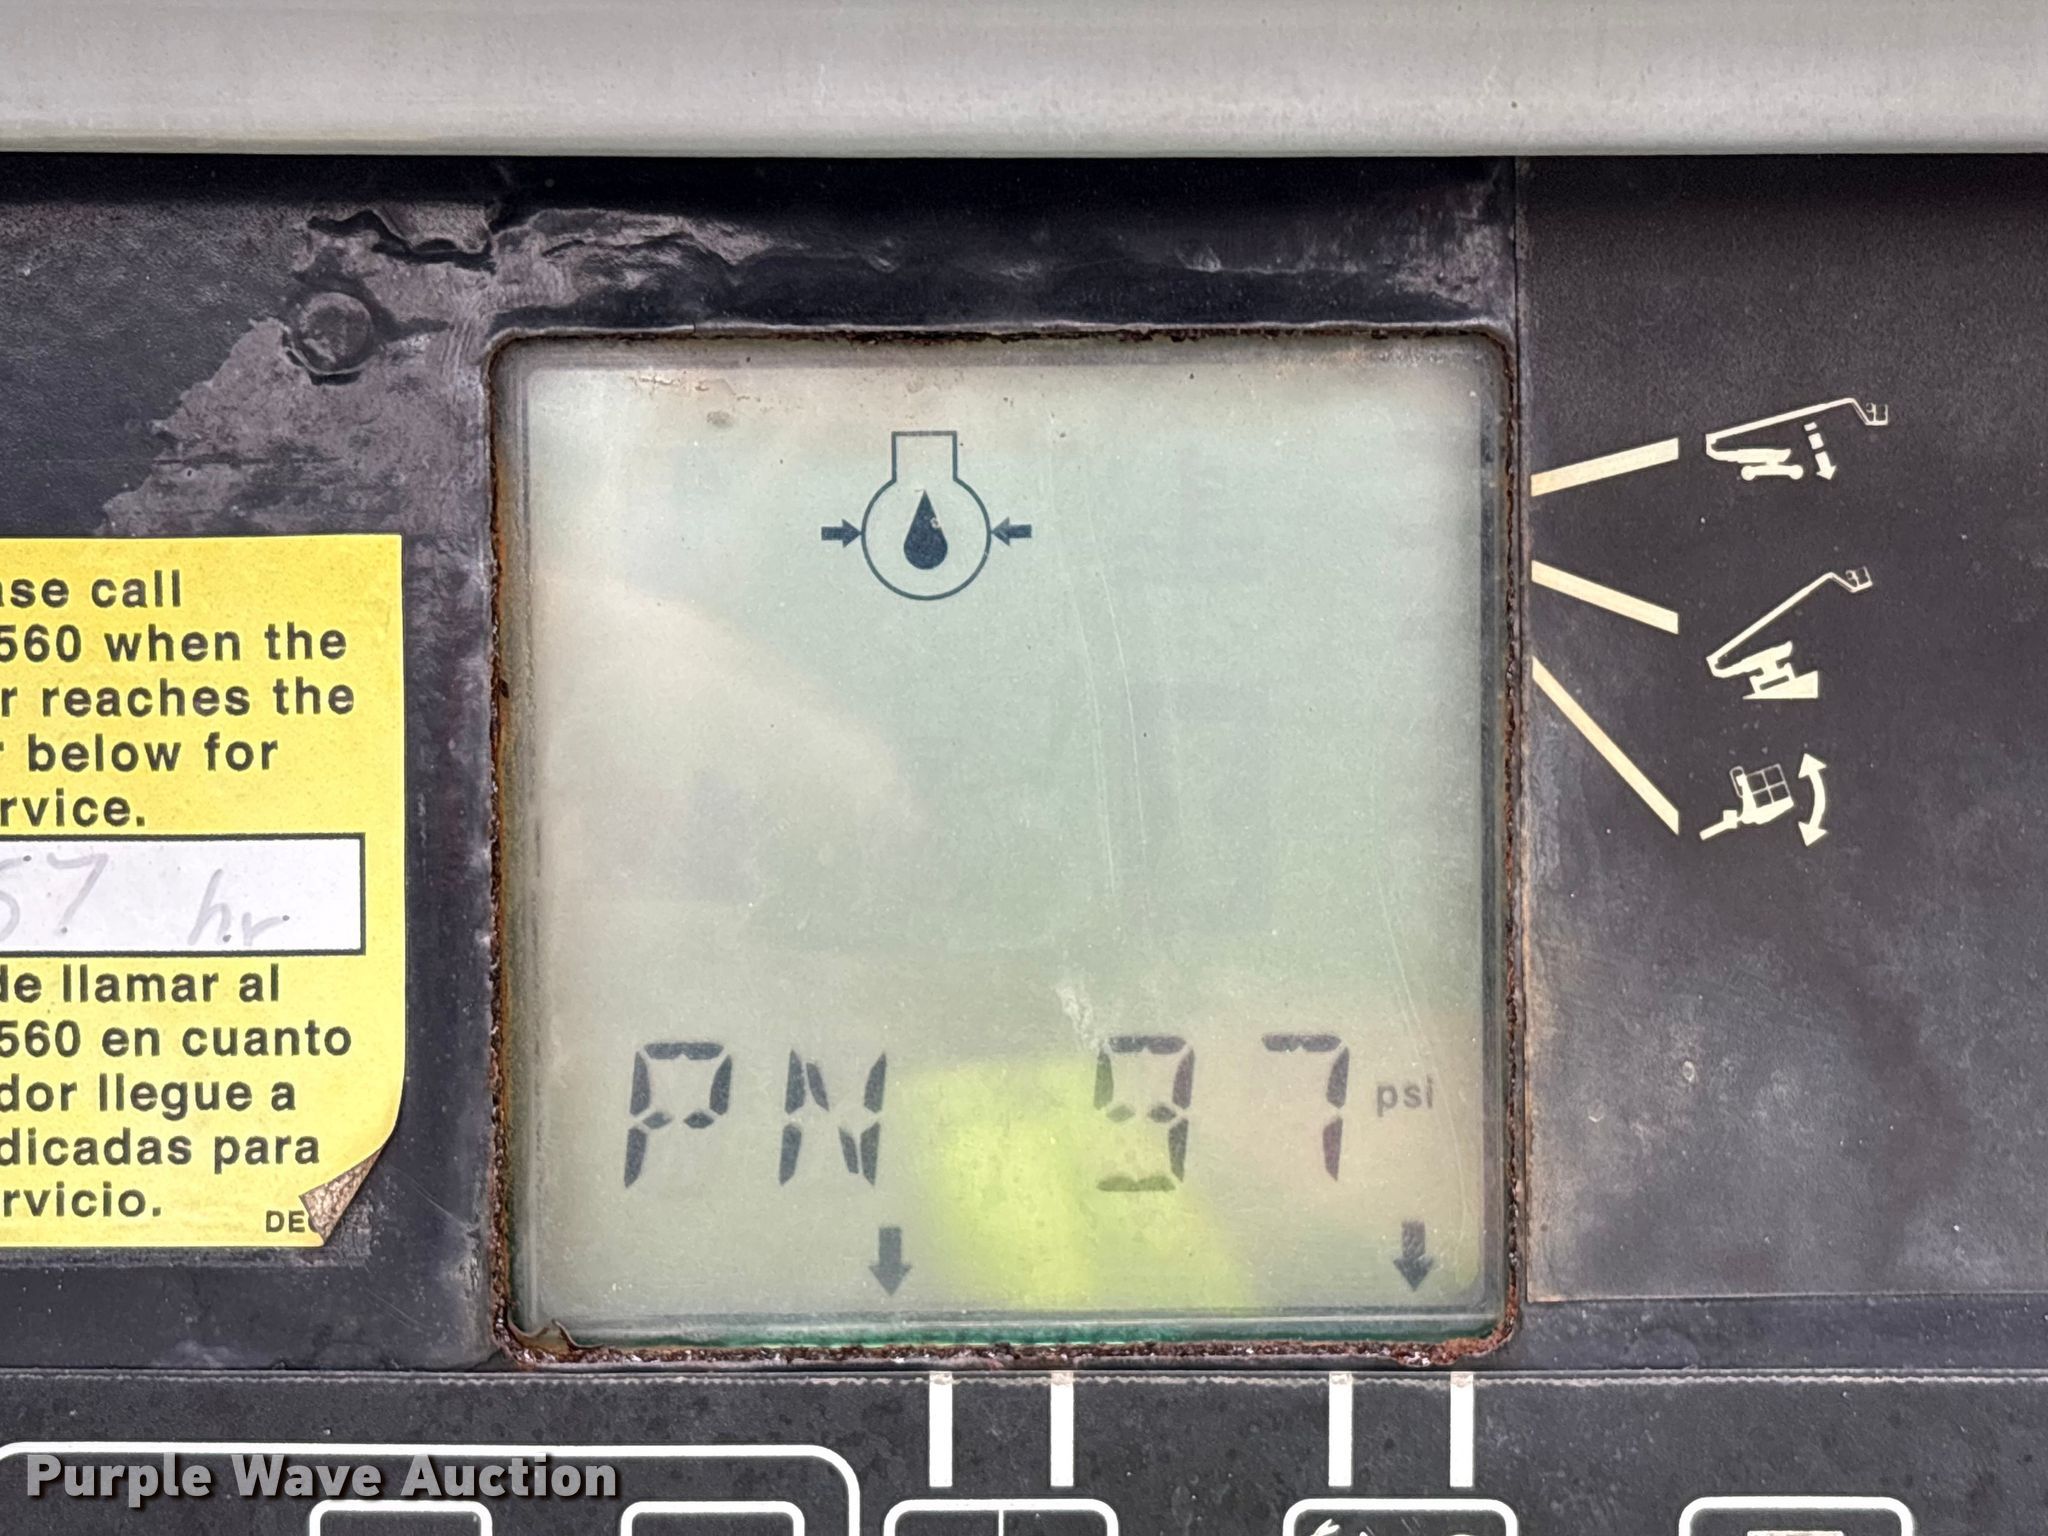 ase call
560 when the
r reaches the
r below for
rvice.
57 hr
de llamar al
560 en cuanto
dor llegue a
dicadas para
rvicio.
DEC
PN 97 psi
Purple Wave Auction